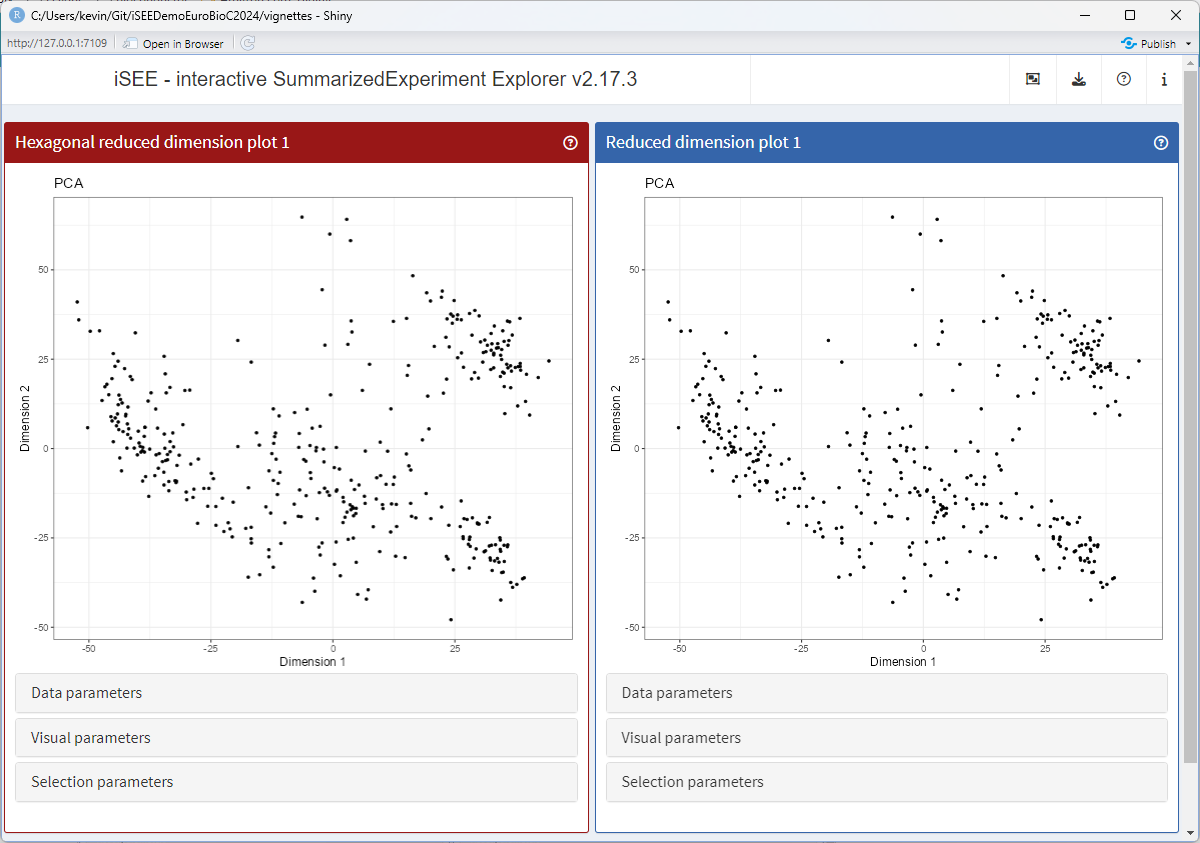 C:/Users/kevin/Git/iSEEDemoEuroBioC2024/vignettes - Shiny
http://127.0.0.1:7109 Open in Browser Publish
iSEE - interactive SummarizedExperiment Explorer v2.17.3
Hexagonal reduced dimension plot 1
PCA
50
25
0
-25
-50
Dimension 2
-50 -25 0 25
Dimension 1
Data parameters
Visual parameters
Selection parameters
Reduced dimension plot 1
PCA
50
25
0
-25
-50
Dimension 2
-50 -25 0 25
Dimension 1
Data parameters
Visual parameters
Selection parameters